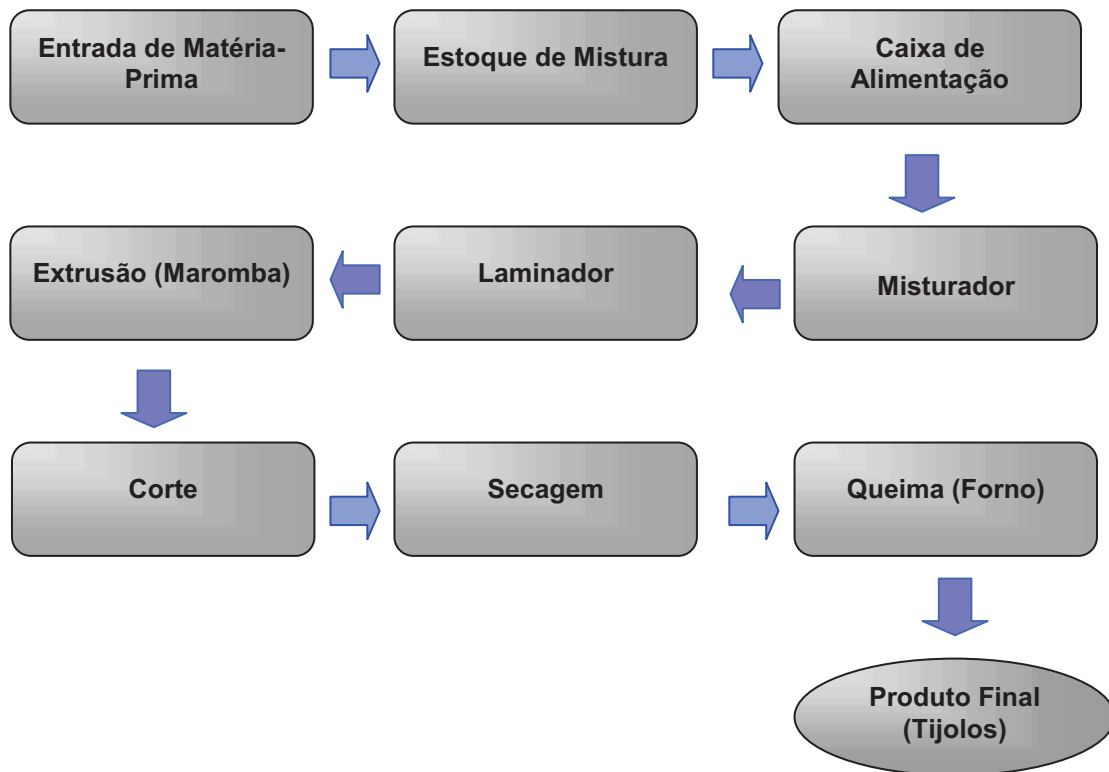 Entrada de Matéria-
Prima
Estoque de Mistura
Caixa de
Alimentação
Extrusão (Maromba)
Laminador
Misturador
Corte
Secagem
Queima (Forno)
Produto Final
(Tijolos)